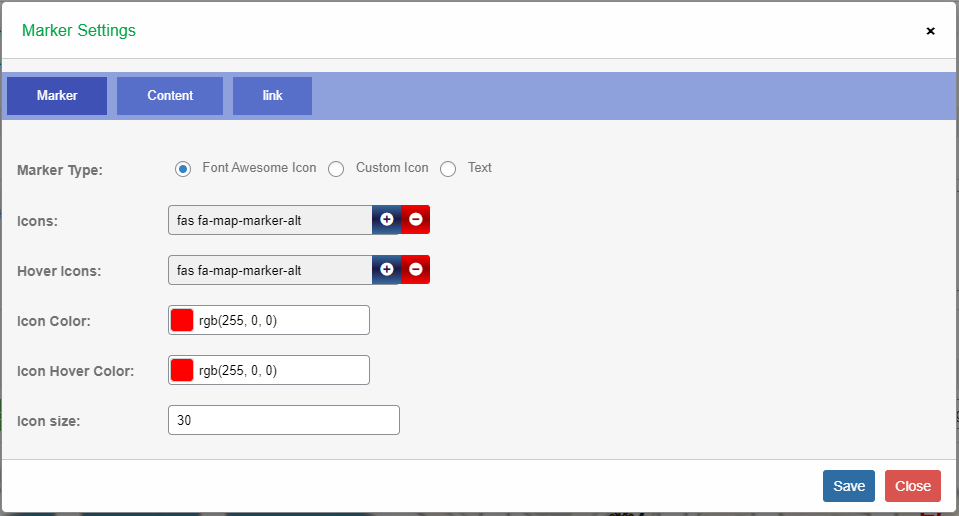 Marker Settings ×
Marker Content link
Marker Type: Font Awesome Icon Custom Icon Text
Icons: fas fa-map-marker-alt
Hover Icons: fas fa-map-marker-alt
Icon Color: rgb(255, 0, 0)
Icon Hover Color: rgb(255, 0, 0)
Icon size: 30
Save Close